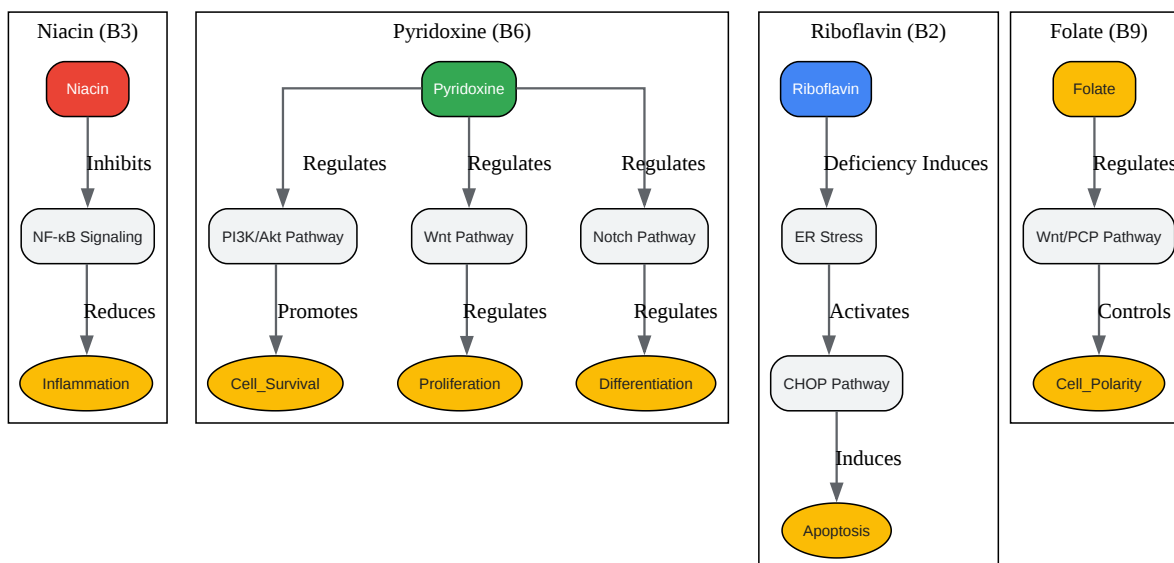 Niacin (B3)
Niacin
Inhibits
NF-κB Signaling
Reduces
Inflammation
Pyridoxine (B6)
Pyridoxine
Regulates
Regulates
Regulates
PI3K/Akt Pathway
Wnt Pathway
Notch Pathway
Promotes
Regulates
Regulates
Cell_Survival
Proliferation
Differentiation
Riboflavin (B2)
Riboflavin
Deficiency Induces
ER Stress
Activates
CHOP Pathway
Induces
Apoptosis
Folate (B9)
Folate
Regulates
Wnt/PCP Pathway
Controls
Cell_Polarity